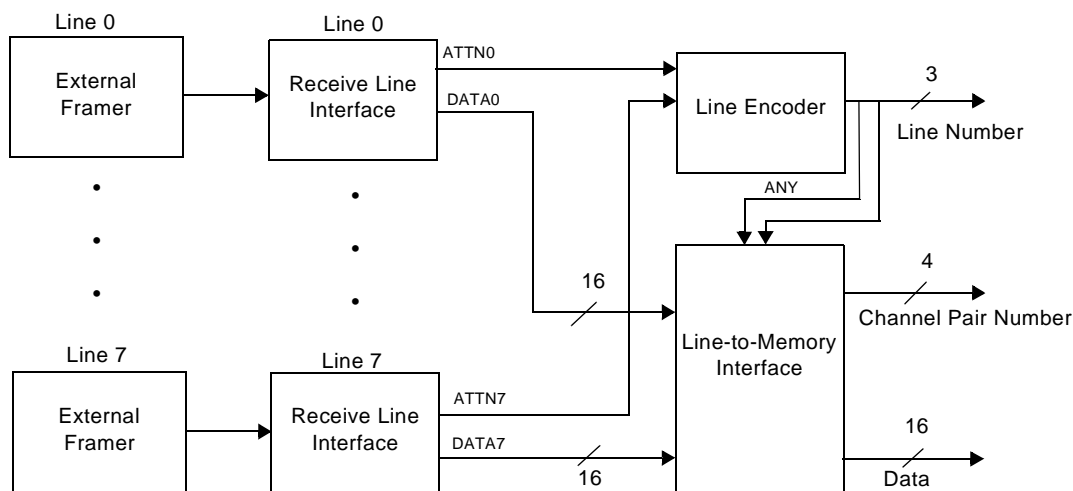 Line 0
Line 0
External
Framer
Receive Line
Interface
ATTN0
DATA0
Line Encoder
3
Line Number
ANY
16
4
Channel Pair Number
Line-to-Memory
Interface
Line 7
Line 7
External
Framer
Receive Line
Interface
ATTN7
DATA7
16
16
Data